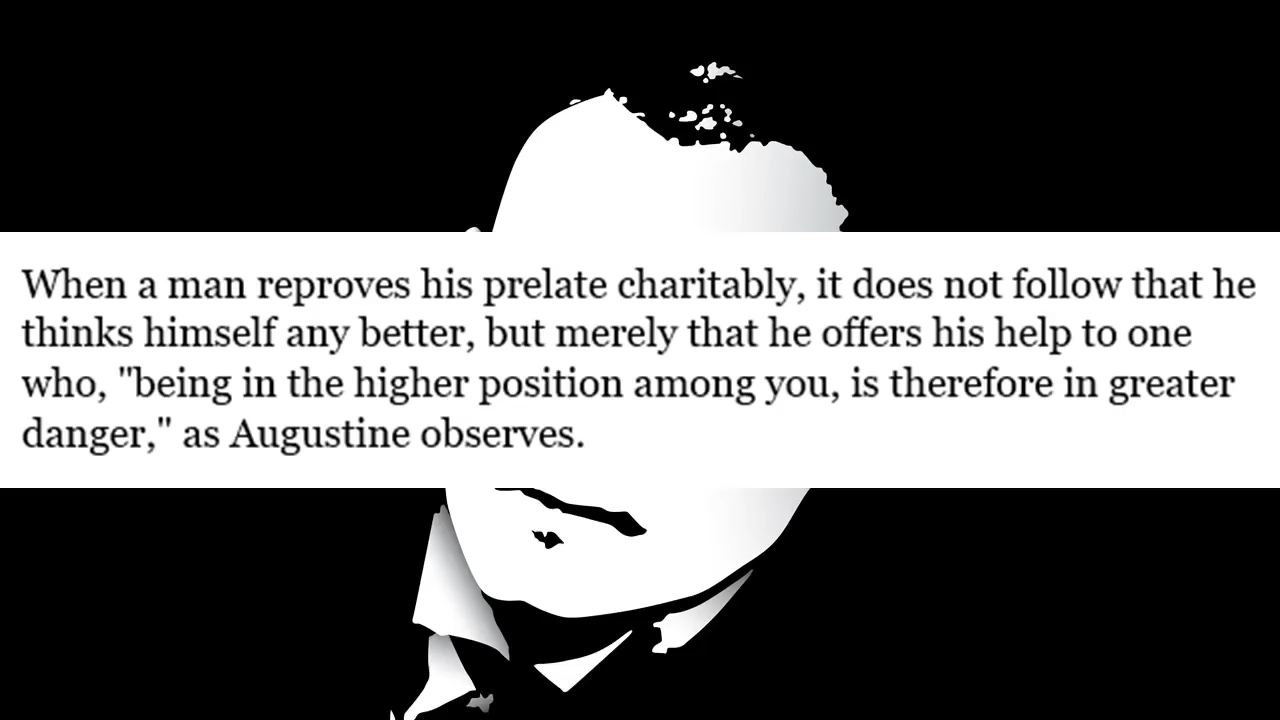 When a man reproves his prelate charitably, it does not follow that he
thinks himself any better, but merely that he offers his help to one
who, "being in the higher position among you, is therefore in greater
danger," as Augustine observes.